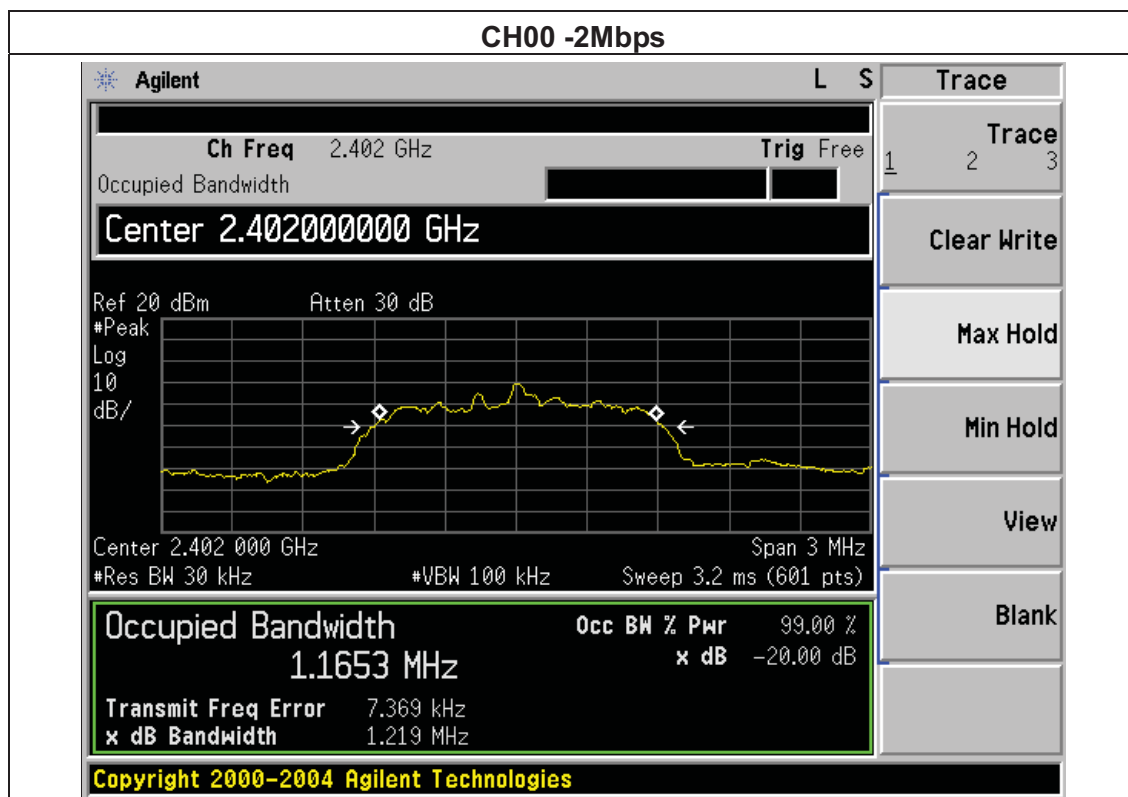 CH00 -2Mbps
Agilent L S Trace
Ch Freq 2.402 GHz Trig Free
Occupied Bandwidth
Center 2.402000000 GHz
Ref 20 dBm Atten 30 dB
#Peak
Log
10
dB/
Center 2.402 000 GHz Span 3 MHz
#Res BW 30 kHz #VBW 100 kHz Sweep 3.2 ms (601 pts)
Occupied Bandwidth Occ BW % Pwr 99.00 %
1.1653 MHz x dB -20.00 dB
Transmit Freq Error 7.369 kHz
x dB Bandwidth 1.219 MHz
Copyright 2000-2004 Agilent Technologies
Trace
1 2 3
Clear Write
Max Hold
Min Hold
View
Blank